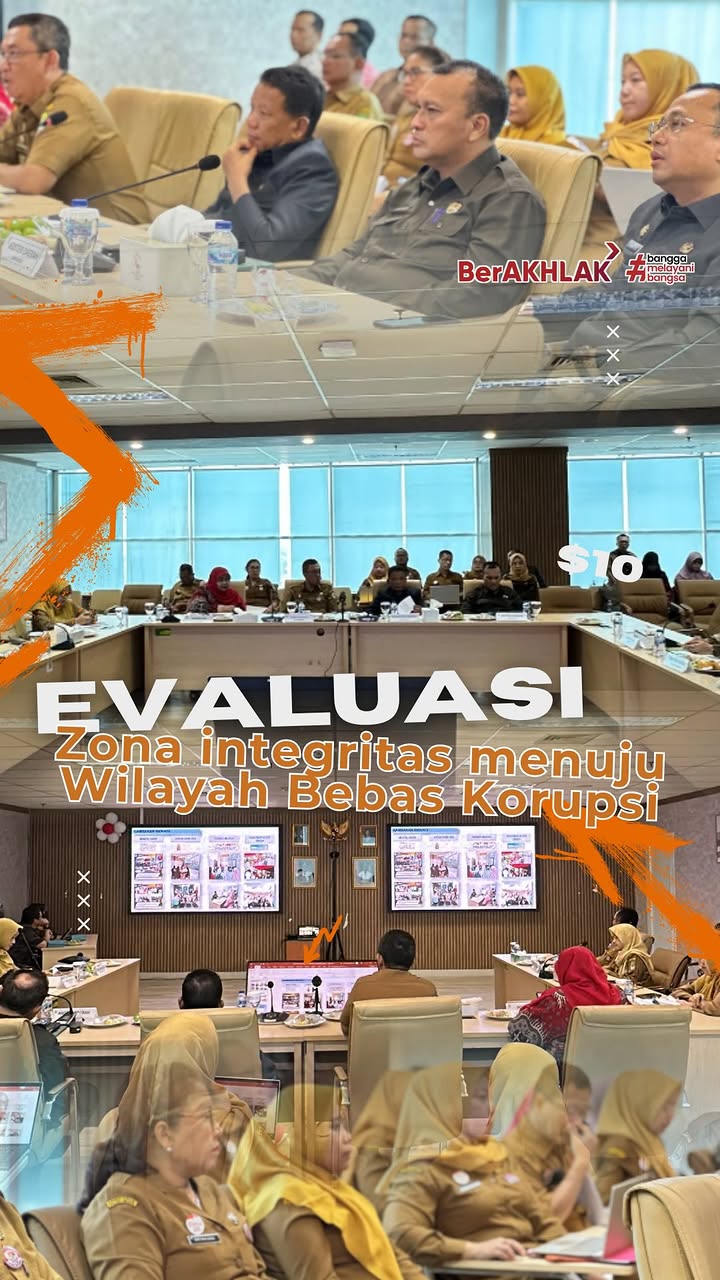 BerAKHLAK
#bangga
melayani
bangsa
$10
EVALUASI
Zona integritas menuju
Wilayah Bebas Korupsi